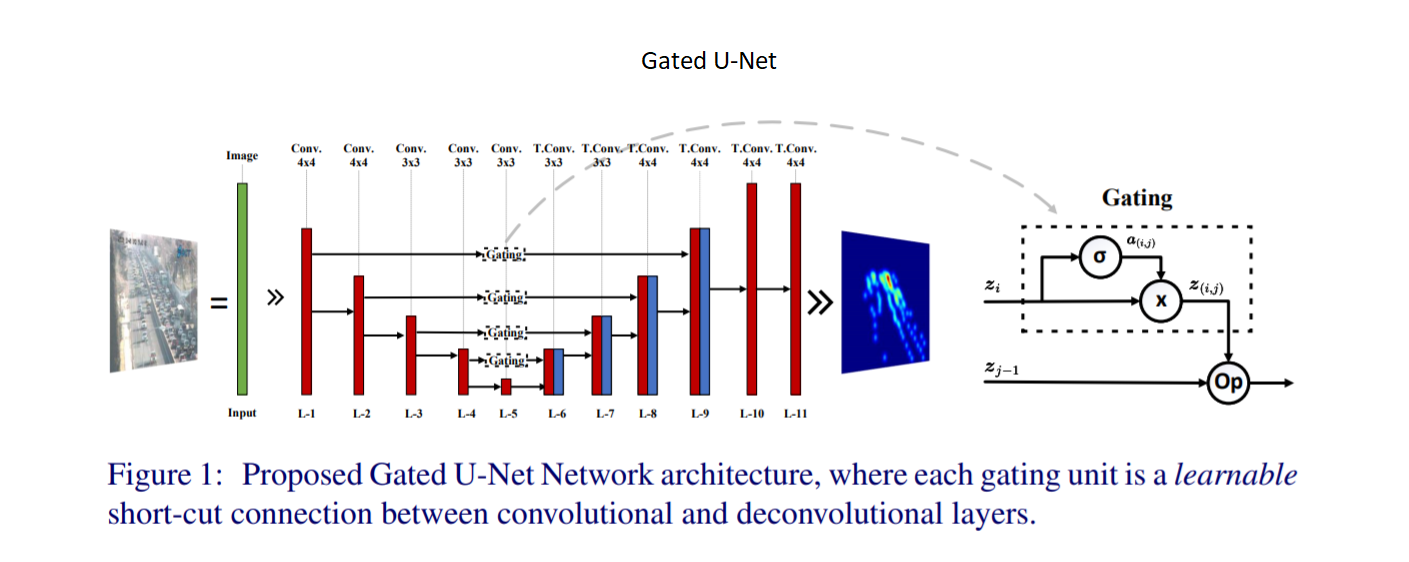 Gated U-Net
Image
Conv. 4x4
Conv. 4x4
Conv. 3x3
Conv. 3x3
Conv. 3x3
T.Conv. 3x3
T.Conv. 3x3
T.Conv. 4x4
T.Conv. 4x4
T.Conv. 4x4
T.Conv. 4x4
Gating
Gating
Gating
Gating
Input
L-1
L-2
L-3
L-4
L-5
L-6
L-7
L-8
L-9
L-10
L-11
=
»
»
Gating
σ
a(i,j)
z_i
x
z(i,j)
z_{j−1}
Op
Figure 1: Proposed Gated U-Net Network architecture, where each gating unit is a learnable
short-cut connection between convolutional and deconvolutional layers.